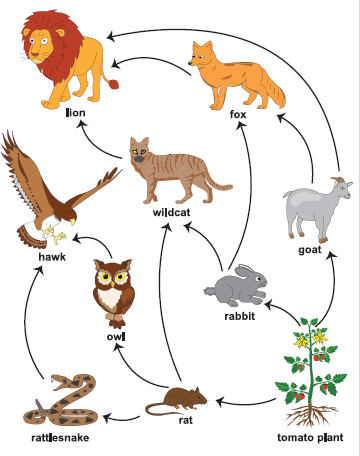 lion
fox
wildcat
hawk
goat
rabbit
owl
rat
rattlesnake
tomato plant